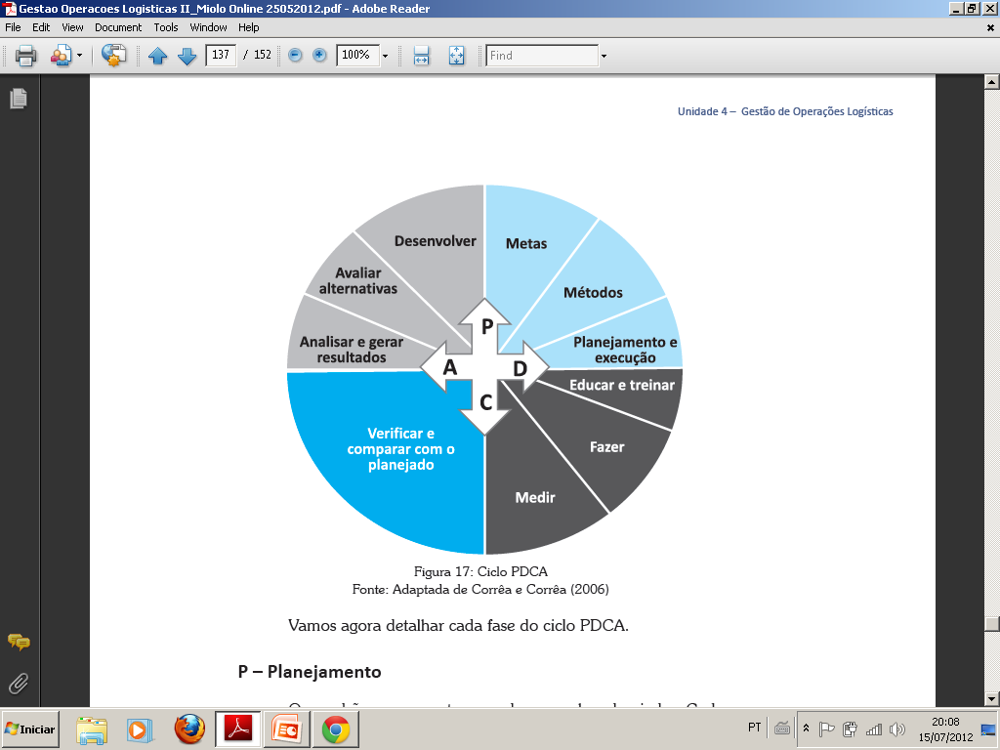 Gestao Operacoes Logisticas II_Miolo Online 25052012.pdf - Adobe Reader
File Edit View Document Tools Window Help
137 / 152 100% Find
Unidade 4 – Gestão de Operações Logísticas
Desenvolver
Metas
Avaliar
alternativas
Métodos
Analisar e gerar
resultados
Planejamento e
execução
P
A
D
C
Educar e treinar
Verificar e
comparar com o
planejado
Fazer
Medir
Figura 17: Ciclo PDCA
Fonte: Adaptada de Corrêa e Corrêa (2006)
Vamos agora detalhar cada fase do ciclo PDCA.
P – Planejamento
Iniciar
PT
20:08
15/07/2012